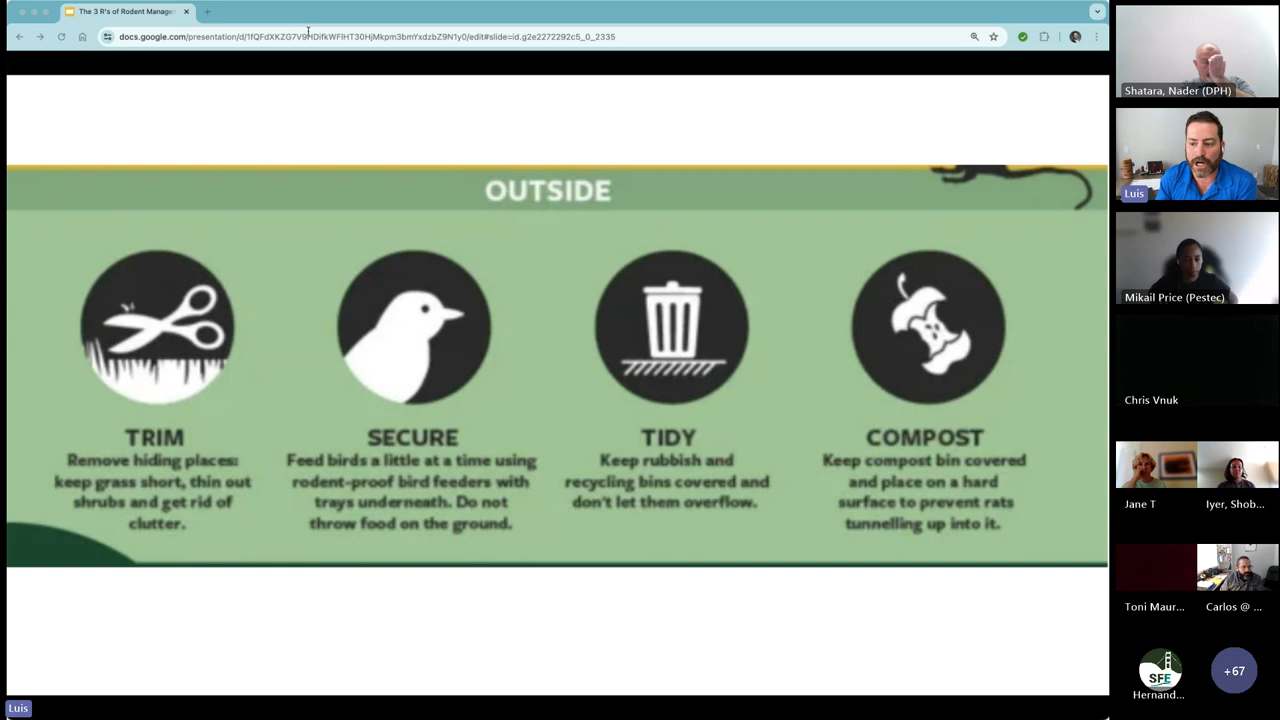 The 3 R's of Rodent Manage
docs.google.com/presentation/d/1fQFdXKZG7V9HDifkWFlHT30HjMkpm3bmYxdzbZ9N1y0/edit#slide=id.g2e2272292c5_0_2335
OUTSIDE
TRIM
Remove hiding places:
keep grass short, thin out
shrubs and get rid of
clutter.
SECURE
Feed birds a little at a time using
rodent-proof bird feeders with
trays underneath. Do not
throw food on the ground.
TIDY
Keep rubbish and
recycling bins covered and
don't let them overflow.
COMPOST
Keep compost bin covered
and place on a hard
surface to prevent rats
tunnelling up into it.
Shatara, Nader (DPH)
Luis
Mikail Price (Pestec)
Chris Vnuk
Jane T
Iyer, Shob...
Toni Maur...
Carlos @ ...
SFE
Hernand...
+67
Luis